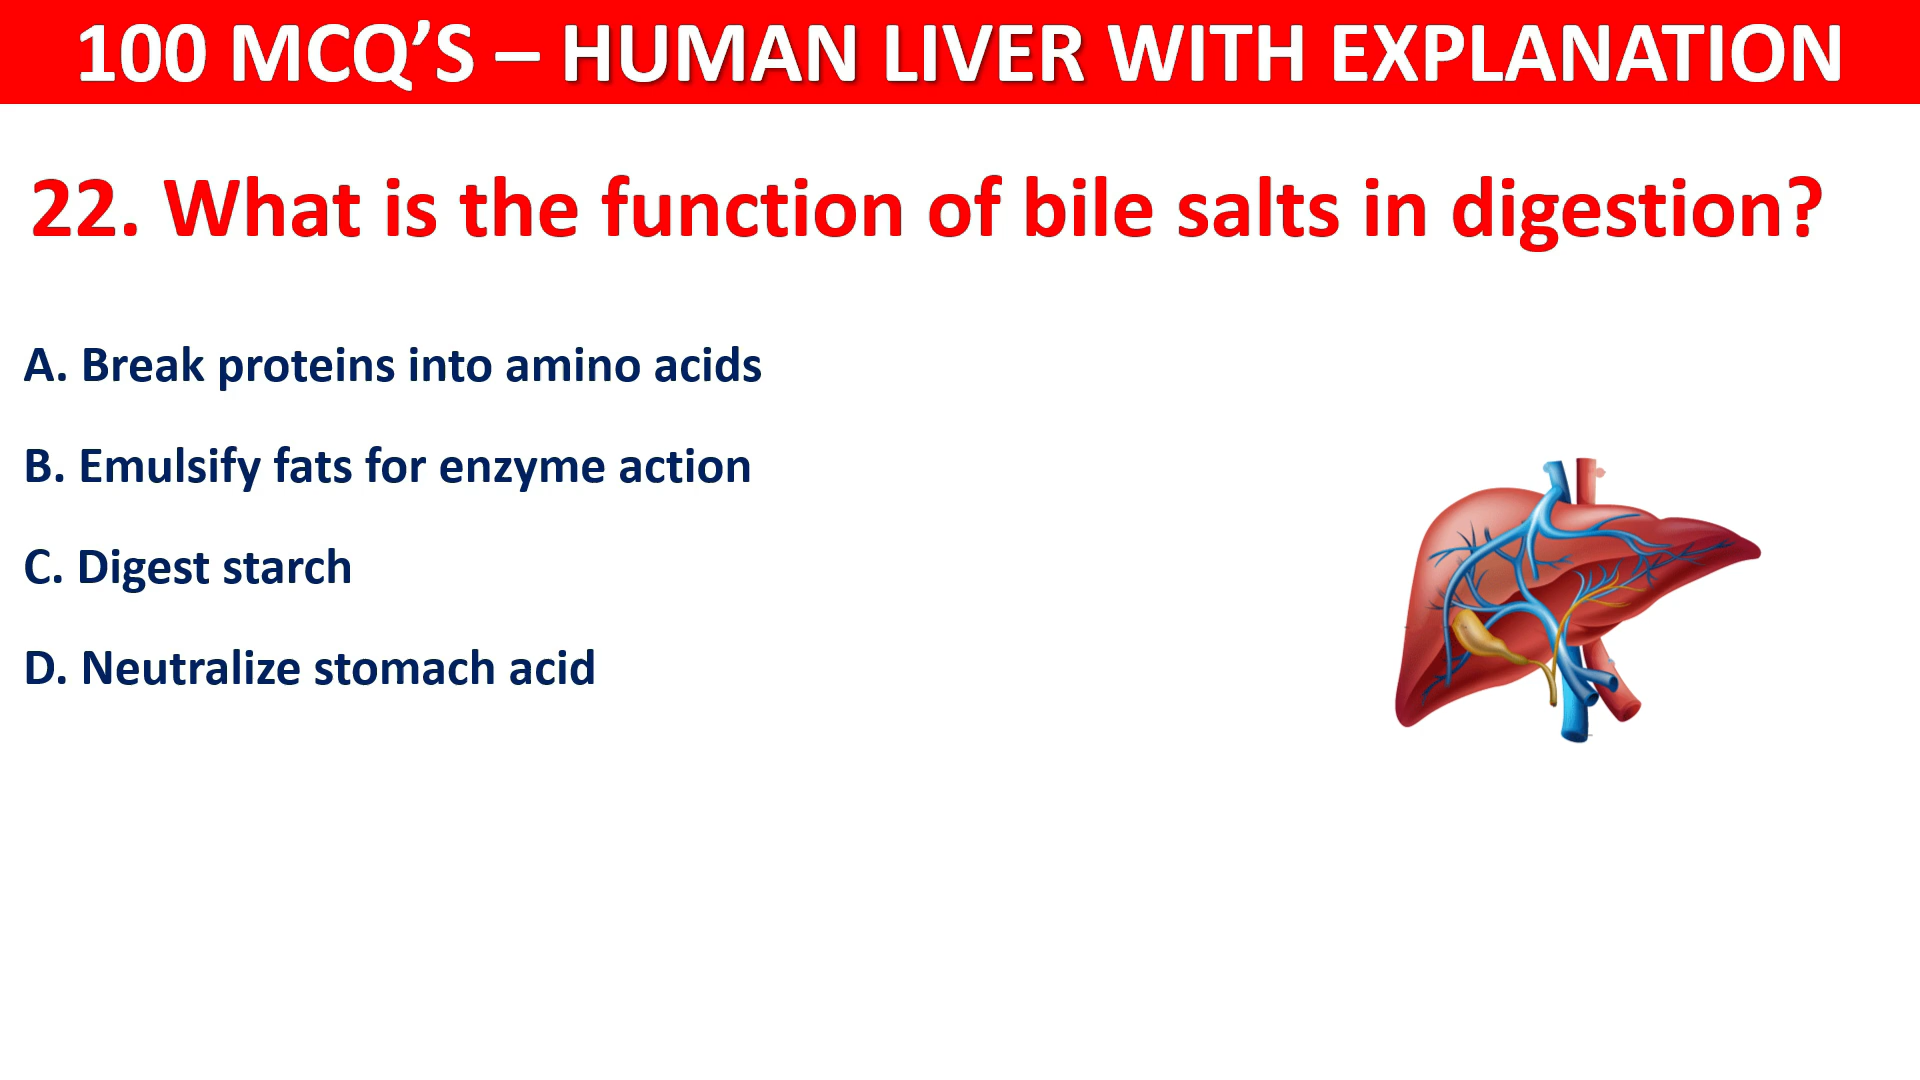 100 MCQ’S – HUMAN LIVER WITH EXPLANATION
22. What is the function of bile salts in digestion?
A. Break proteins into amino acids
B. Emulsify fats for enzyme action
C. Digest starch
D. Neutralize stomach acid